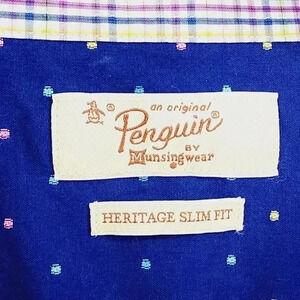 an original
Penguin®
BY
Munsingwear
HERITAGE SLIM FIT